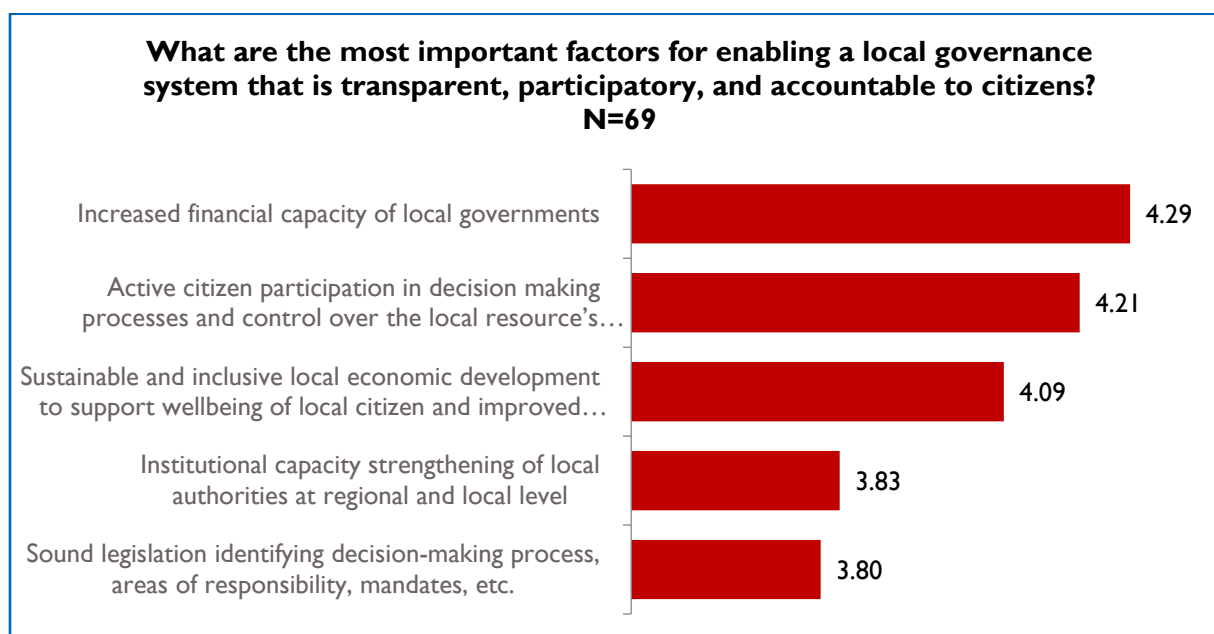 What are the most important factors for enabling a local governance
system that is transparent, participatory, and accountable to citizens?
N=69
Increased financial capacity of local governments
4.29
Active citizen participation in decision making
processes and control over the local resource’s…
4.21
Sustainable and inclusive local economic development
to support wellbeing of local citizen and improved…
4.09
Institutional capacity strengthening of local
authorities at regional and local level
3.83
Sound legislation identifying decision-making process,
areas of responsibility, mandates, etc.
3.80